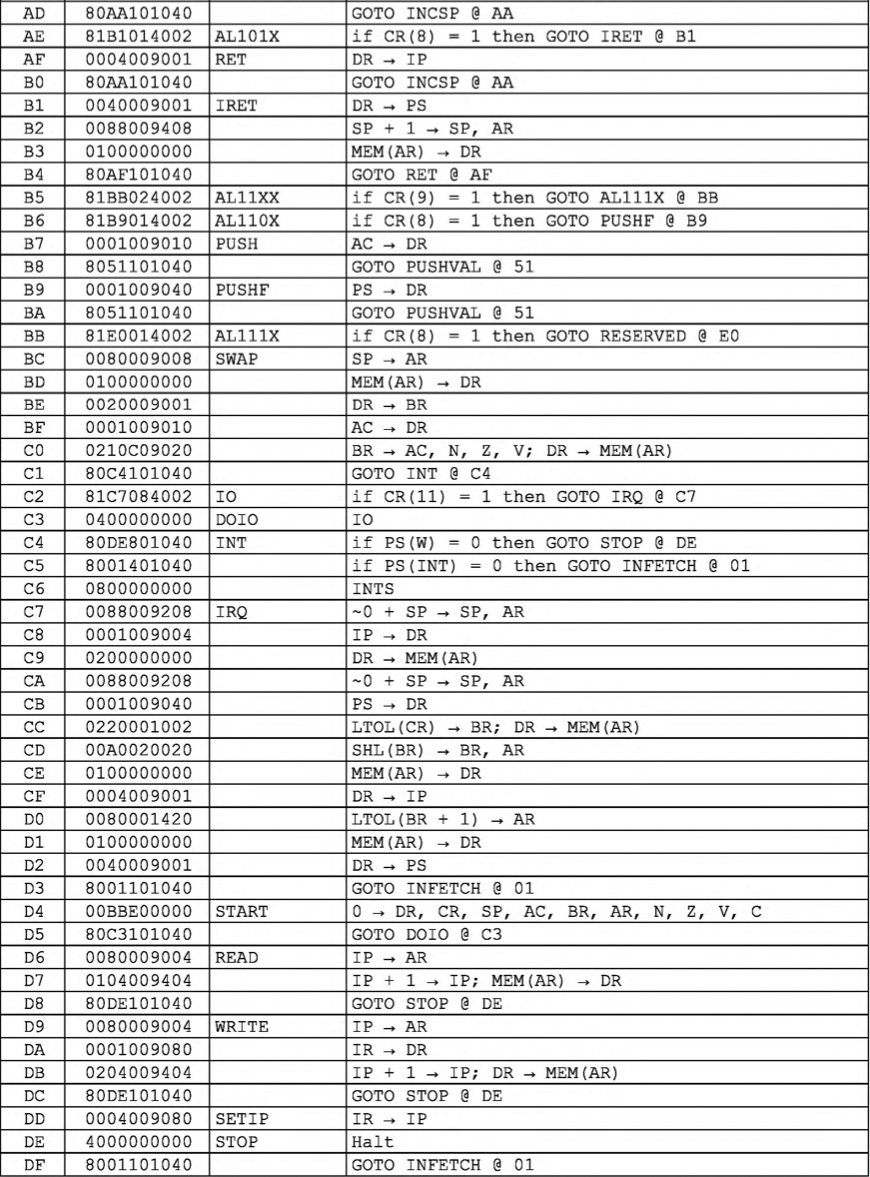 AD 80AA101040 GOTO INCSP @ AA
AE 81B1014002 AL101X if CR(8) = 1 then GOTO IRET @ B1
AF 0004009001 RET DR → IP
B0 80AA101040 GOTO INCSP @ AA
B1 0040009001 IRET DR → PS
B2 0088009408 SP + 1 → SP, AR
B3 0100000000 MEM(AR) → DR
B4 80AF101040 GOTO RET @ AF
B5 81BB024002 AL11XX if CR(9) = 1 then GOTO AL111X @ BB
B6 81B9014002 AL110X if CR(8) = 1 then GOTO PUSHF @ B9
B7 0001009010 PUSH AC → DR
B8 8051101040 GOTO PUSHVAL @ 51
B9 0001009040 PUSHF PS → DR
BA 8051101040 GOTO PUSHVAL @ 51
BB 81E0014002 AL111X if CR(8) = 1 then GOTO RESERVED @ E0
BC 0080009008 SWAP SP → AR
BD 0100000000 MEM(AR) → DR
BE 0020009001 DR → BR
BF 0001009010 AC → DR
C0 0210C09020 BR → AC, N, Z, V; DR → MEM(AR)
C1 80C4101040 GOTO INT @ C4
C2 81C7084002 IO if CR(11) = 1 then GOTO IRQ @ C7
C3 0400000000 DOIO IO
C4 80DE801040 INT if PS(W) = 0 then GOTO STOP @ DE
C5 8001401040 if PS(INT) = 0 then GOTO INFETCH @ 01
C6 0800000000 INTS
C7 0088009208 IRQ ~0 + SP → SP, AR
C8 0001009004 IP → DR
C9 0200000000 DR → MEM(AR)
CA 0088009208 ~0 + SP → SP, AR
CB 0001009040 PS → DR
CC 0220001002 LTOL(CR) → BR; DR → MEM(AR)
CD 00A0020020 SHL(BR) → BR, AR
CE 0100000000 MEM(AR) → DR
CF 0004009001 DR → IP
D0 0080001420 LTOL(BR + 1) → AR
D1 0100000000 MEM(AR) → DR
D2 0040009001 DR → PS
D3 8001101040 GOTO INFETCH @ 01
D4 00BBE00000 START 0 → DR, CR, SP, AC, BR, AR, N, Z, V, C
D5 80C3101040 GOTO DOIO @ C3
D6 0080009004 READ IP → AR
D7 0104009404 IP + 1 → IP; MEM(AR) → DR
D8 80DE101040 GOTO STOP @ DE
D9 0080009004 WRITE IP → AR
DA 0001009080 IR → DR
DB 0204009404 IP + 1 → IP; DR → MEM(AR)
DC 80DE101040 GOTO STOP @ DE
DD 0004009080 SETIP IR → IP
DE 4000000000 STOP Halt
DF 8001101040 GOTO INFETCH @ 01